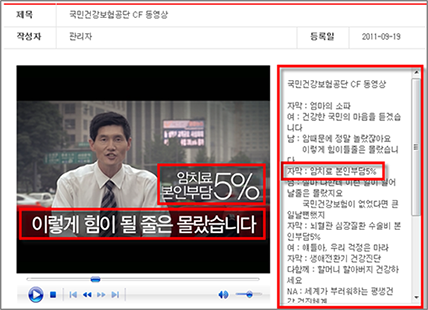 제목 국민건강보험공단 CF 동영상
작성자 관리자 등록일 2011-09-19
암치료
본인부담 5%
이렇게 힘이 될 줄은 몰랐습니다
국민건강보험공단 CF 동영상
자막 : 엄마의 소파
여 : 건강한 국민의 마음을 듣겠습
니다
남 : 암때문에 정말 놀랐잖아요
이렇게 힘이들줄은 몰랐습니
다
자막 : 암치료 본인부담5%
남 : 살아
날줄은 몰랐지요
국민건강보험이 없었다면 큰
일날뻔했지
자막 : 뇌혈관 심장질환 수술비 본
인부담5%
여 : 얘들아, 우리 걱정은 마라
자막 : 생애전환기 건강진단
다함께 : 할머니 할아버지 건강하
세요
NA : 세계가 부러워하는 평생건
강